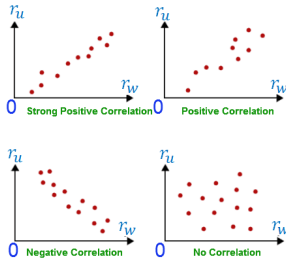 r_u r_u
0 r_w 0 r_w
Strong Positive Correlation Positive Correlation
r_u r_u
0 r_w 0 r_w
Negative Correlation No Correlation